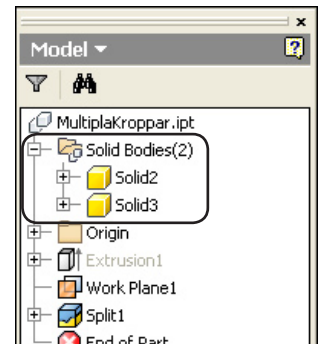 Model
MultiplaKroppar.ipt
Solid Bodies(2)
Solid2
Solid3
Origin
Extrusion1
Work Plane1
Split1
End of Part